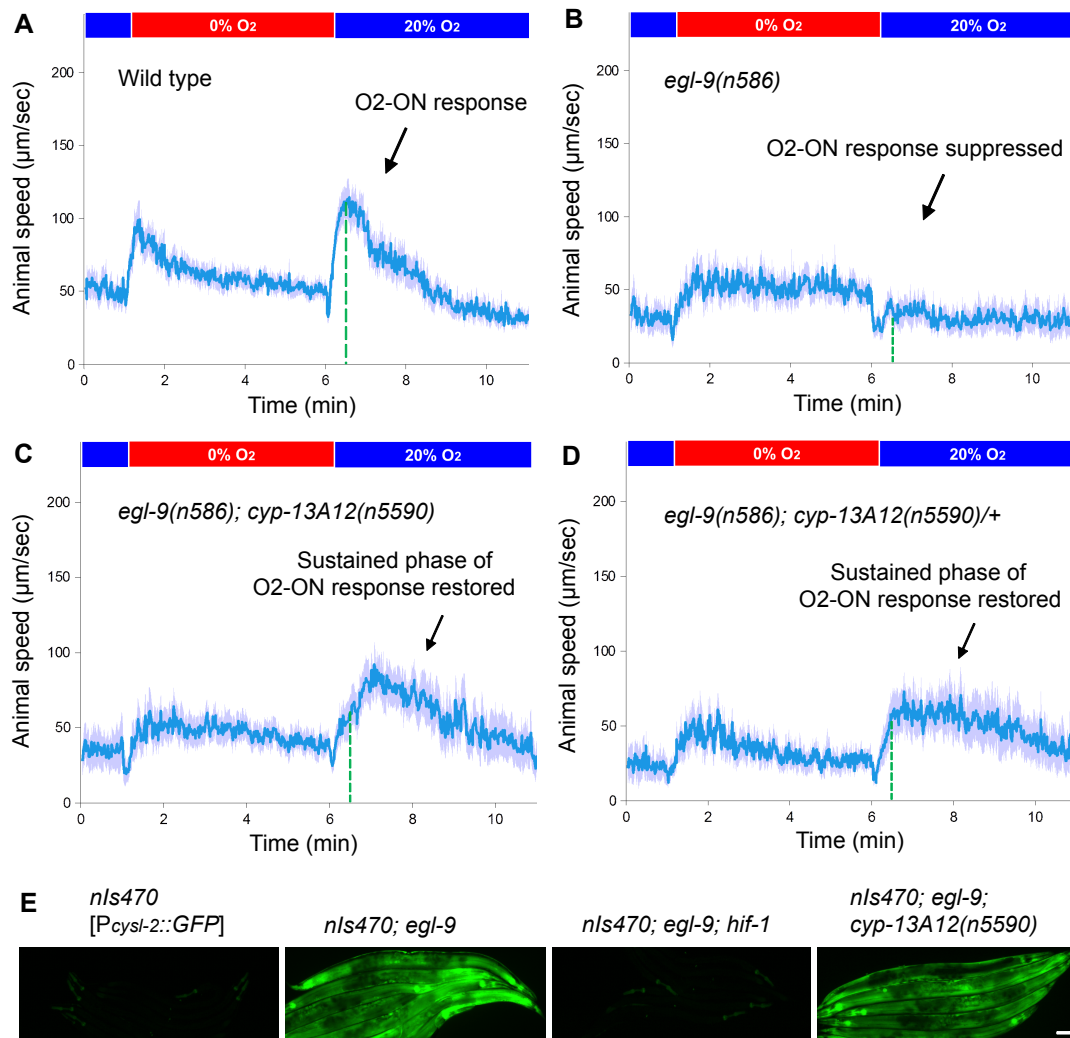 A
0% O2
20% O2
Animal speed (µm/sec)
200
150
100
50
0
Wild type
O2-ON response
0
2
4
6
8
10
Time (min)
B
0% O2
20% O2
Animal speed (µm/sec)
200
150
100
50
0
egl-9(n586)
O2-ON response suppressed
0
2
4
6
8
10
Time (min)
C
0% O2
20% O2
Animal speed (µm/sec)
200
150
100
50
0
egl-9(n586); cyp-13A12(n5590)
Sustained phase of
O2-ON response restored
0
2
4
6
8
10
Time (min)
D
0% O2
20% O2
Animal speed (µm/sec)
200
150
100
50
0
egl-9(n586); cyp-13A12(n5590)/+
Sustained phase of
O2-ON response restored
0
2
4
6
8
10
Time (min)
E
nIs470
[Pcysl-2::GFP]
nIs470; egl-9
nIs470; egl-9; hif-1
nIs470; egl-9;
cyp-13A12(n5590)